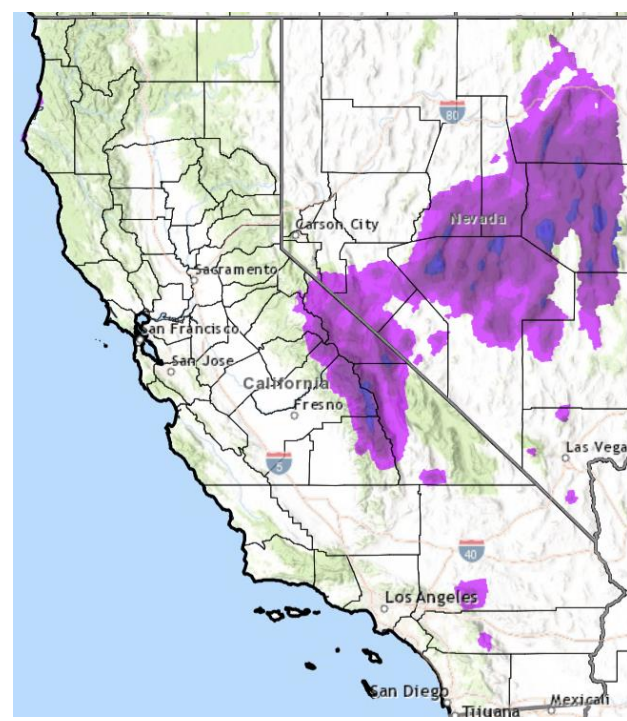 80
Nevada
Carson City
Sacramento
San Francisco
San Jose
California
Fresno
Las Vega
5
40
Los Angeles
San Diego
Mexicali
Tijuana